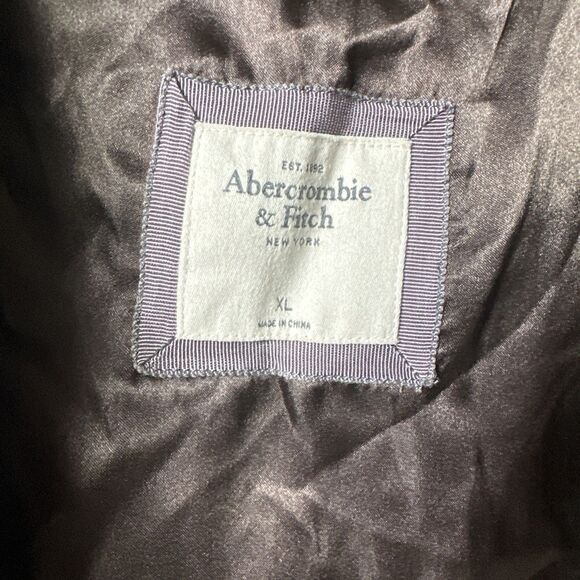 EST. 1892
Abercrombie
& Fitch
NEW YORK
XL
MADE IN CHINA